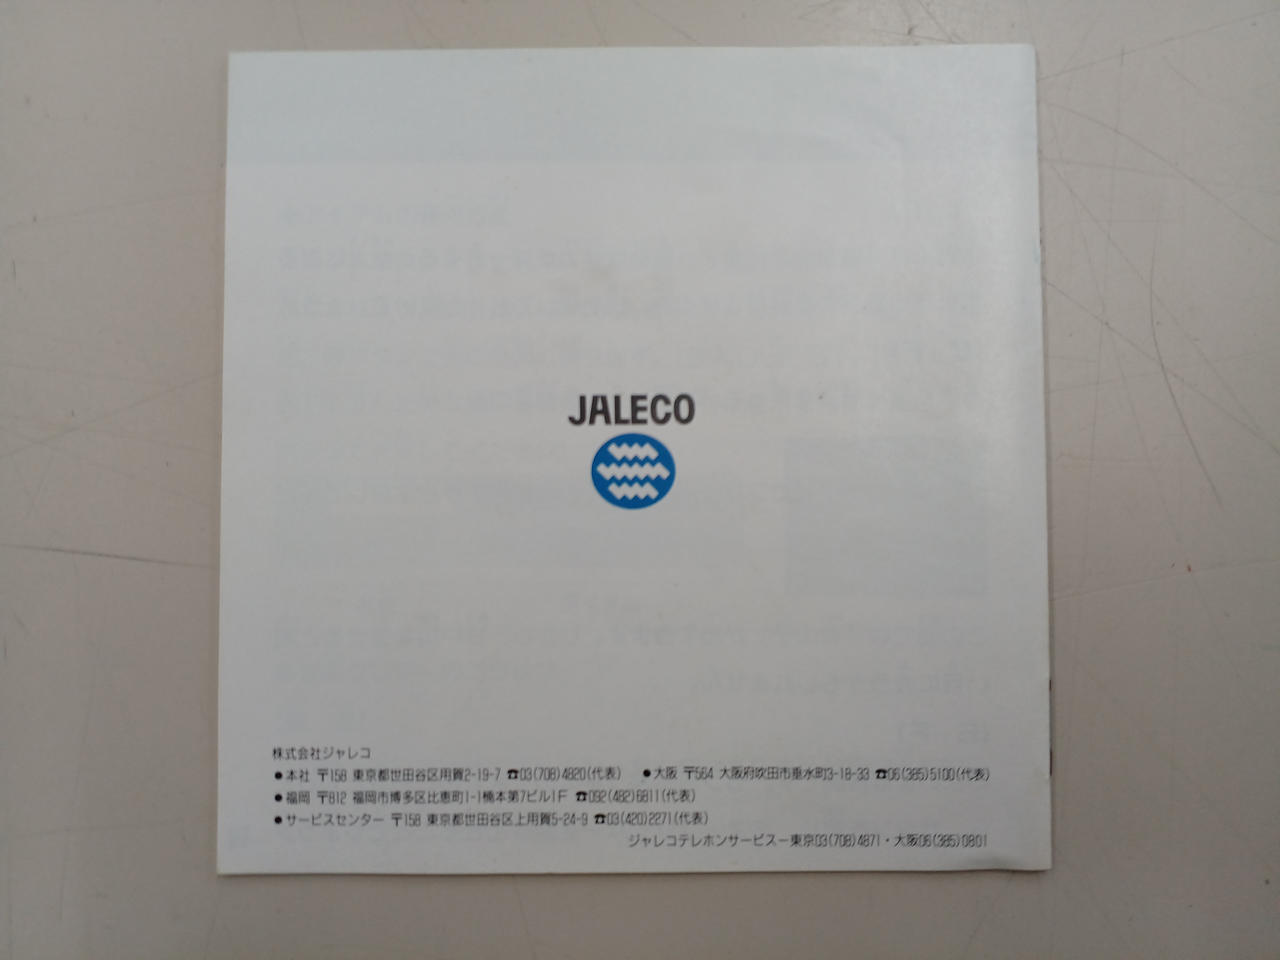 JALECO
株式会社ジャレコ
●本社 〒158 東京都世田谷区用賀2-19-7 ☎03(708)4820(代表) ●大阪 〒564 大阪府吹田市垂水町3-18-33 ☎06(385)5100(代表)
●福岡 〒812 福岡市博多区比恵町1-1楠本第7ビル1F ☎092(482)6811(代表)
●サービスセンター 〒158 東京都世田谷区上用賀5-24-9 ☎03(420)2271(代表)
ジャレコテレホンサービス－東京03(708)4871・大阪06(385)0801